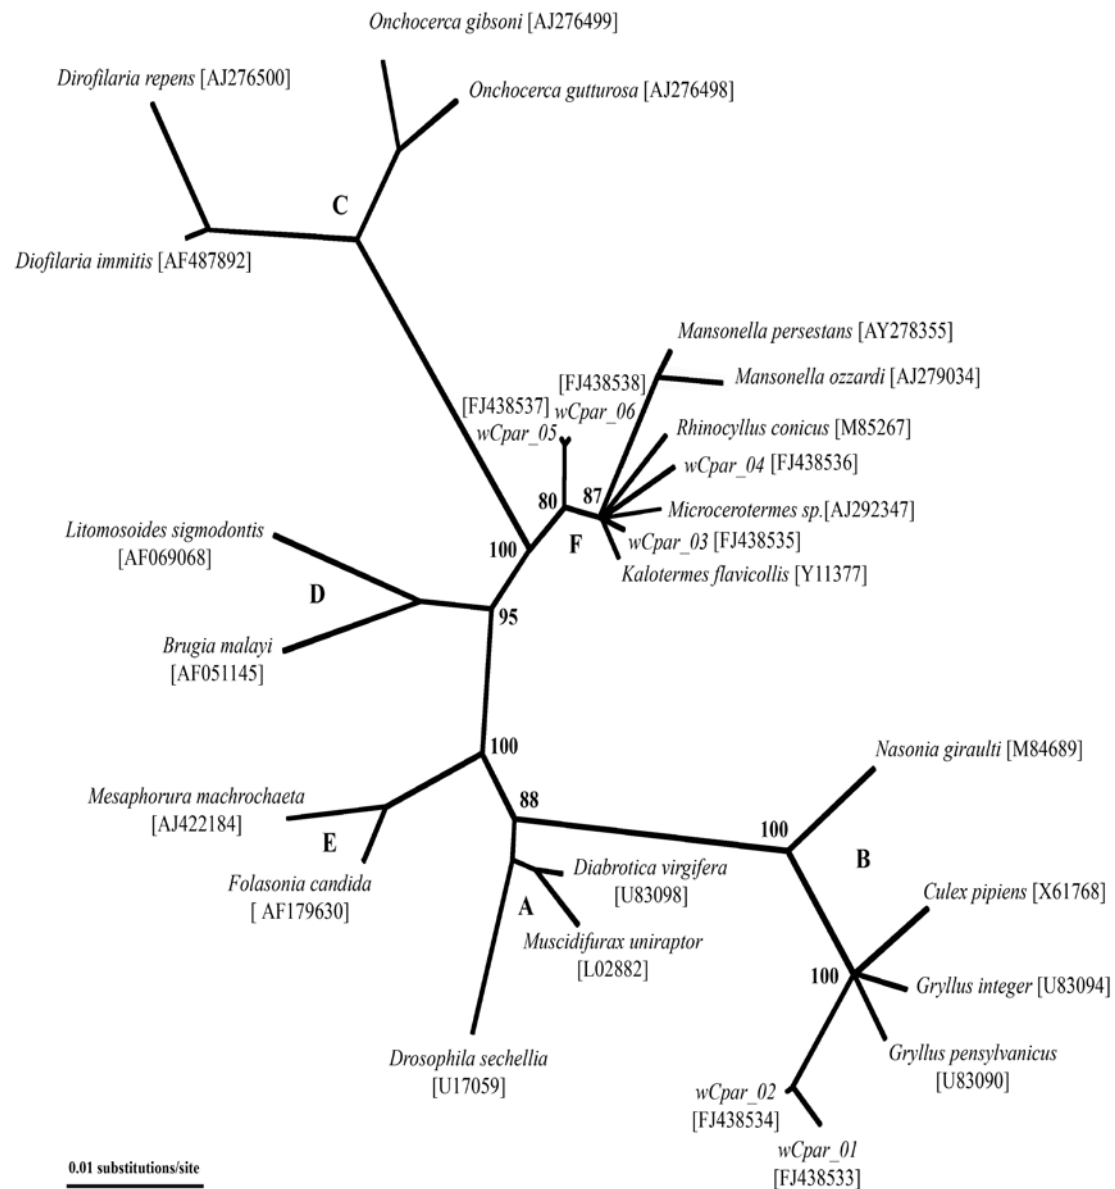 Onchocerca gibsoni [AJ276499]
Dirofilaria repens [AJ276500]
Onchocerca gutturosa [AJ276498]
C
Diofilaria immitis [AF487892]
Mansonella persestans [AY278355]
Mansonella ozzardi [AJ279034]
[FJ438538]
wCpar_06
[FJ438537]
wCpar_05
Rhinocyllus conicus [M85267]
wCpar_04 [FJ438536]
80
87
Microcerotermes sp.[AJ292347]
wCpar_03 [FJ438535]
F
Kalotermes flavicollis [Y11377]
100
Litomosoides sigmodontis
[AF069068]
D
95
Brugia malayi
[AF051145]
100
Nasonia giraulti [M84689]
Mesaphorura machrochaeta
[AJ422184]
88
E
100
B
Folasonia candida
[ AF179630]
Diabrotica virgifera
[U83098]
A
Muscidifurax uniraptor
[L02882]
Culex pipiens [X61768]
100
Gryllus integer [U83094]
Drosophila sechellia
[U17059]
Gryllus pensylvanicus
[U83090]
wCpar_02
[FJ438534]
wCpar_01
[FJ438533]
0.01 substitutions/site